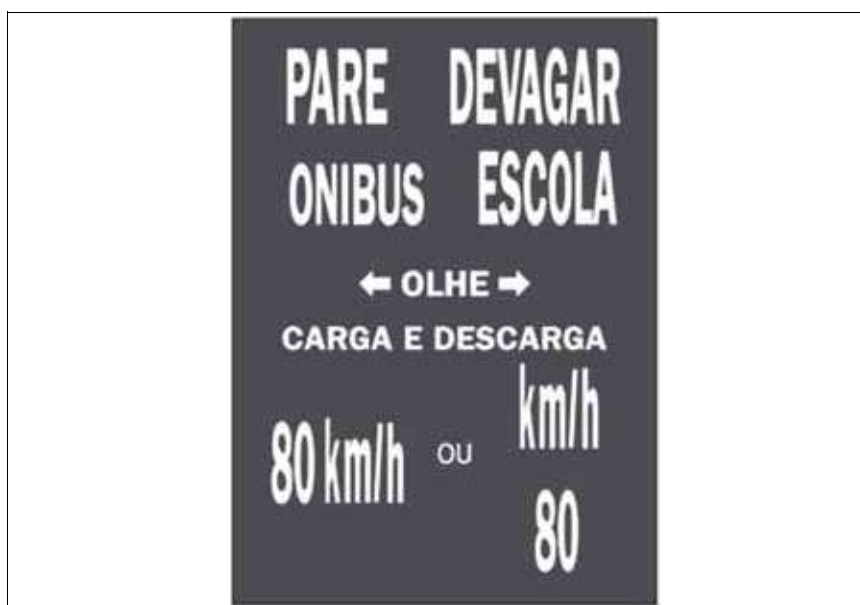 PARE DEVAGAR
ONIBUS ESCOLA
← OLHE →
CARGA E DESCARGA
80 km/h ou km/h
80